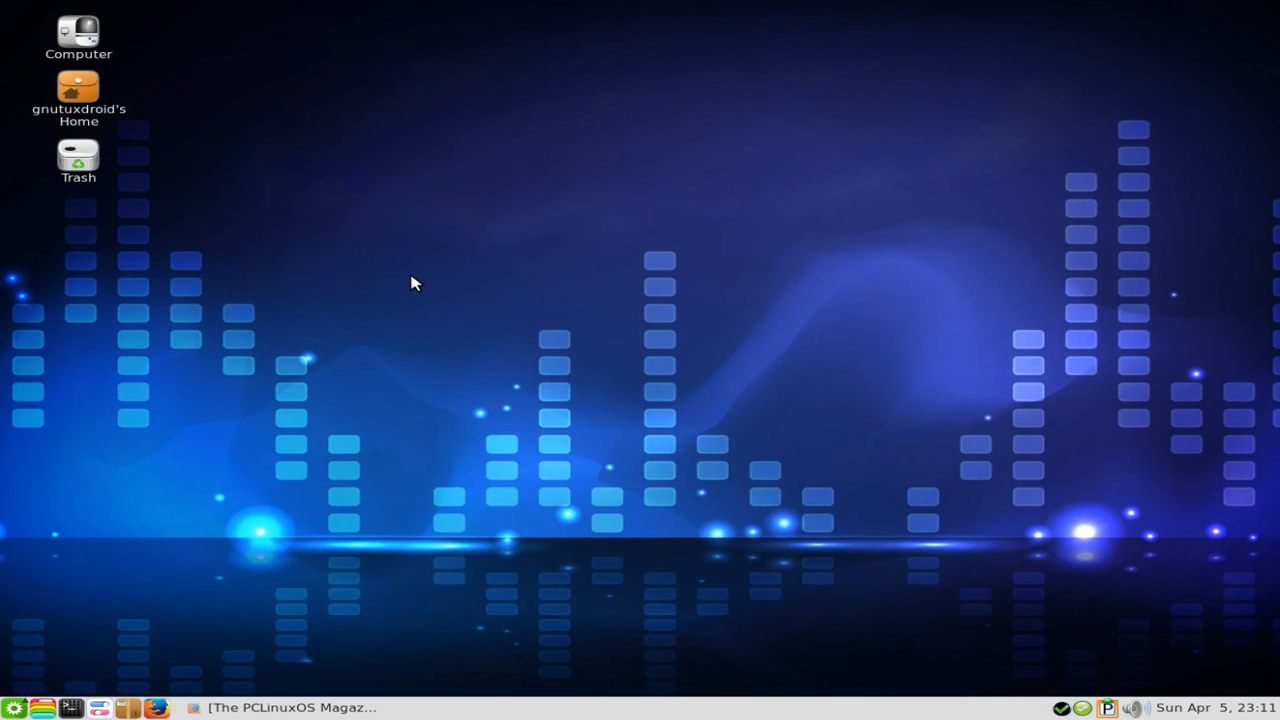 Computer
gnutuxdroid's
Home
Trash
[The PCLinuxOS Magaz...
P
Sun Apr 5, 23:11